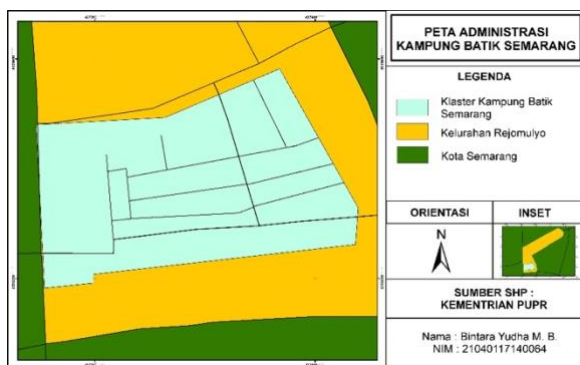 PETA ADMINISTRASI
KAMPUNG BATIK SEMARANG
LEGENDA
Klaster Kampung Batik
Semarang
Kelurahan Rejomulyo
Kota Semarang
ORIENTASI
INSET
N
SUMBER SHP :
KEMENTRIAN PUPR
Nama : Bintara Yudha M. B.
NIM : 21040117140064